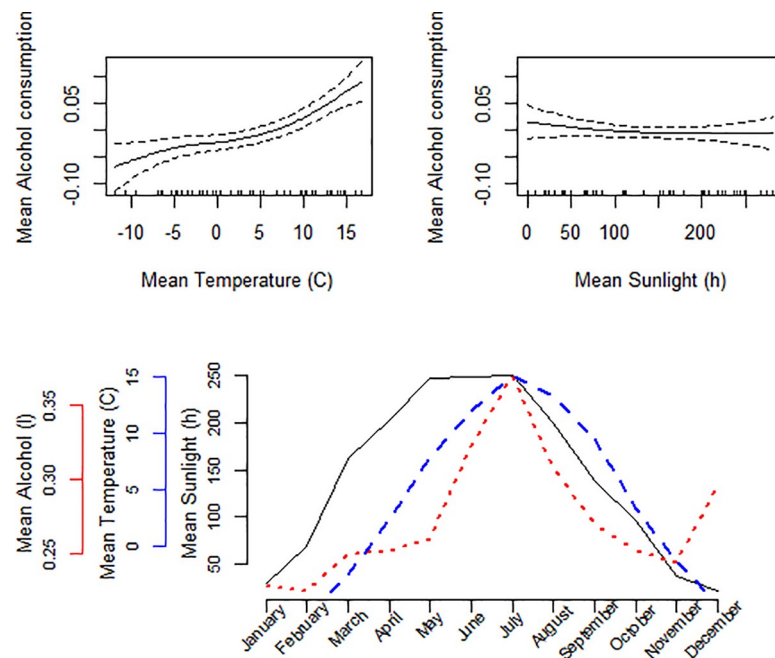 Mean Alcohol consumption
0.05
-0.10
-10 -5 0 5 10 15
Mean Temperature (C)
Mean Alcohol consumption
0.05
-0.10
0 50 100 200
Mean Sunlight (h)
Mean Alcohol (l)
0.35
0.30
0.25
Mean Temperature (C)
15
10
5
0
Mean Sunlight (h)
250
200
150
100
50
January
February
March
April
May
June
July
August
September
October
November
December